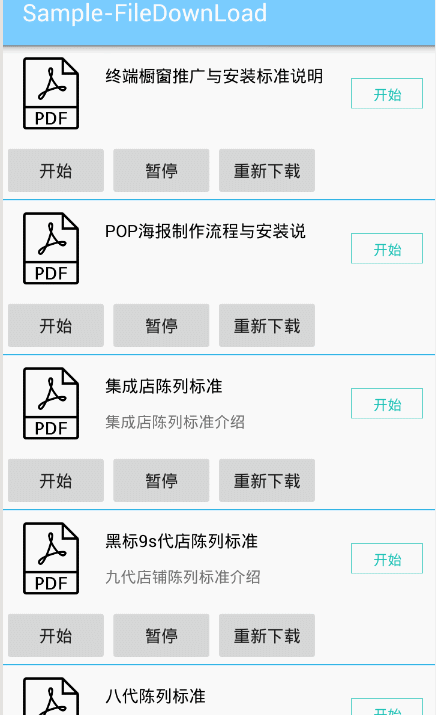 Sample-FileDownLoad
终端橱窗推广与安装标准说明
开始
PDF
开始 暂停 重新下载
POP海报制作流程与安装说
开始
PDF
开始 暂停 重新下载
集成店陈列标准
开始
集成店陈列标准介绍
PDF
开始 暂停 重新下载
黑标9s代店陈列标准
开始
九代店铺陈列标准介绍
PDF
开始 暂停 重新下载
八代陈列标准
开始